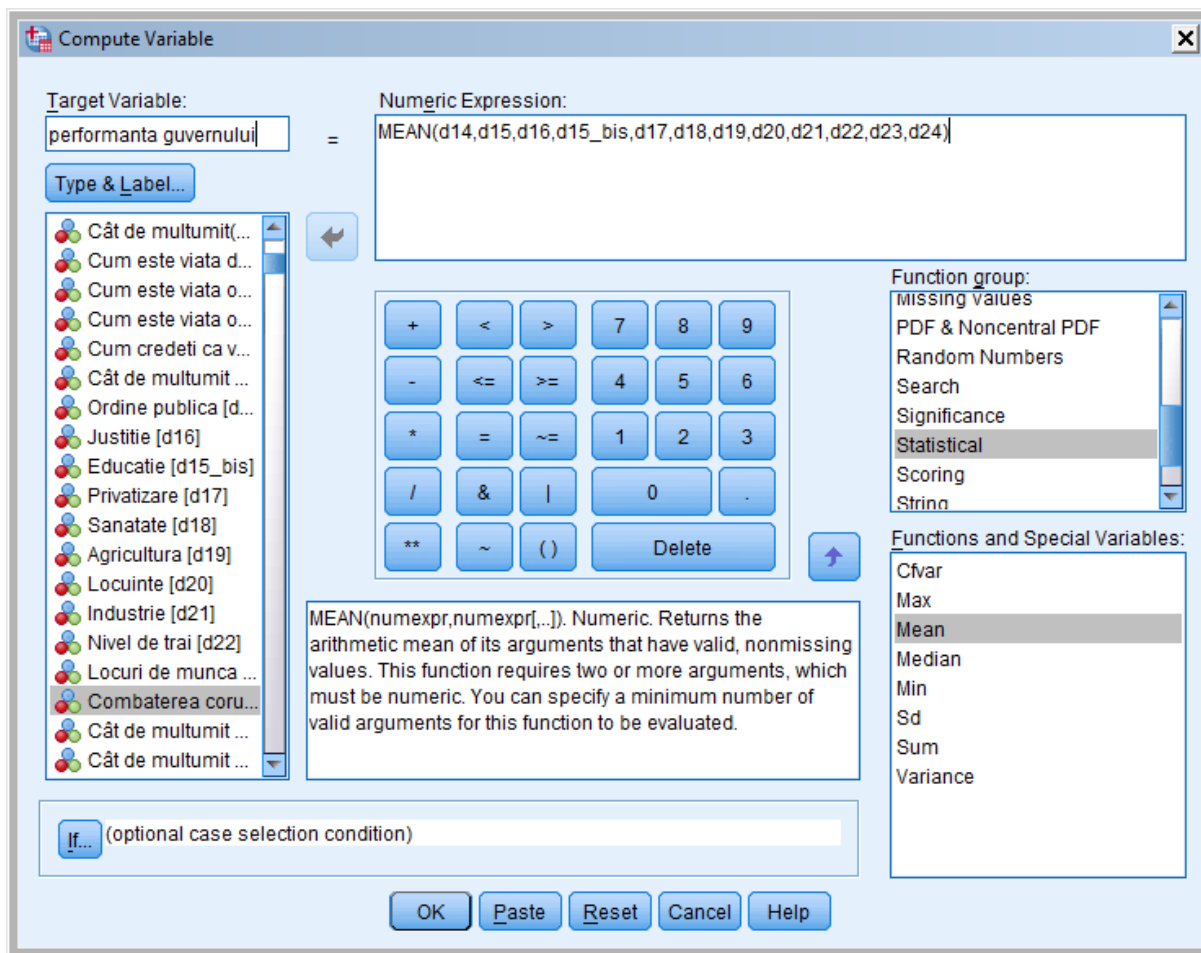 Compute Variable
Target Variable:
performanta guvernului
=
Numeric Expression:
MEAN(d14,d15,d16,d15_bis,d17,d18,d19,d20,d21,d22,d23,d24)
Type & Label...
Cât de multumit(...
Cum este viata d...
Cum este viata o...
Cum este viata o...
Cum credeti ca v...
Cât de multumit ...
Ordine publica [d...
Justitie [d16]
Educatie [d15_bis]
Privatizare [d17]
Sanatate [d18]
Agricultura [d19]
Locuinte [d20]
Industrie [d21]
Nivel de trai [d22]
Locuri de munca ...
Combaterea coru...
Cât de multumit ...
Cât de multumit ...
+ < > 7 8 9
- <= >= 4 5 6
* = ~= 1 2 3
/ & | 0 .
** ~ ( ) Delete
Function group:
Missing Values
PDF & Noncentral PDF
Random Numbers
Search
Significance
Statistical
Scoring
String
Functions and Special Variables:
Cfvar
Max
Mean
Median
Min
Sd
Sum
Variance
MEAN(numexpr,numexpr[,..]). Numeric. Returns the
arithmetic mean of its arguments that have valid, nonmissing
values. This function requires two or more arguments, which
must be numeric. You can specify a minimum number of
valid arguments for this function to be evaluated.
If... (optional case selection condition)
OK Paste Reset Cancel Help